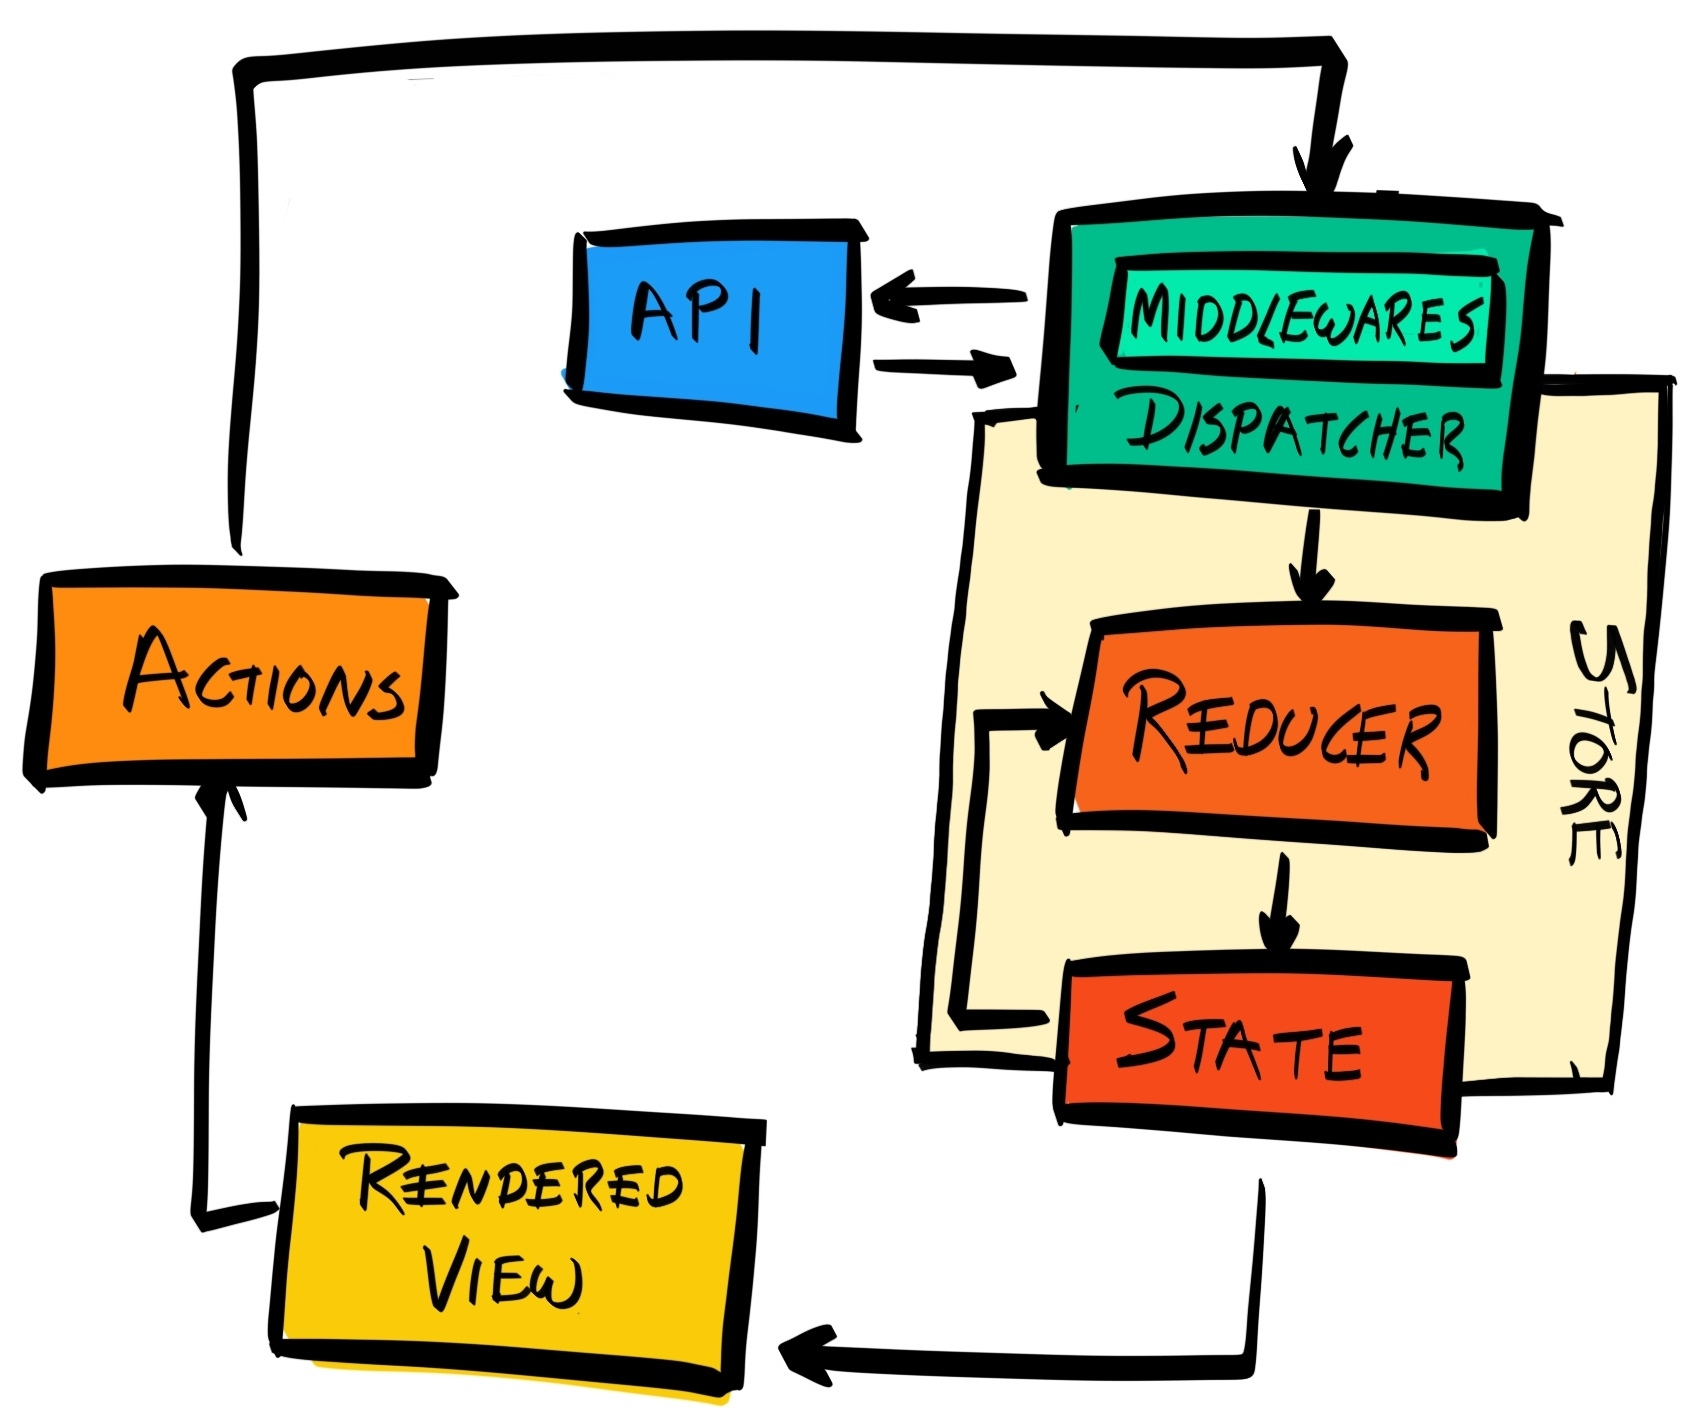 API
MIDDLEWARES
DISPATCHER
ACTIONS
REDUCER
STORE
STATE
RENDERED
VIEW